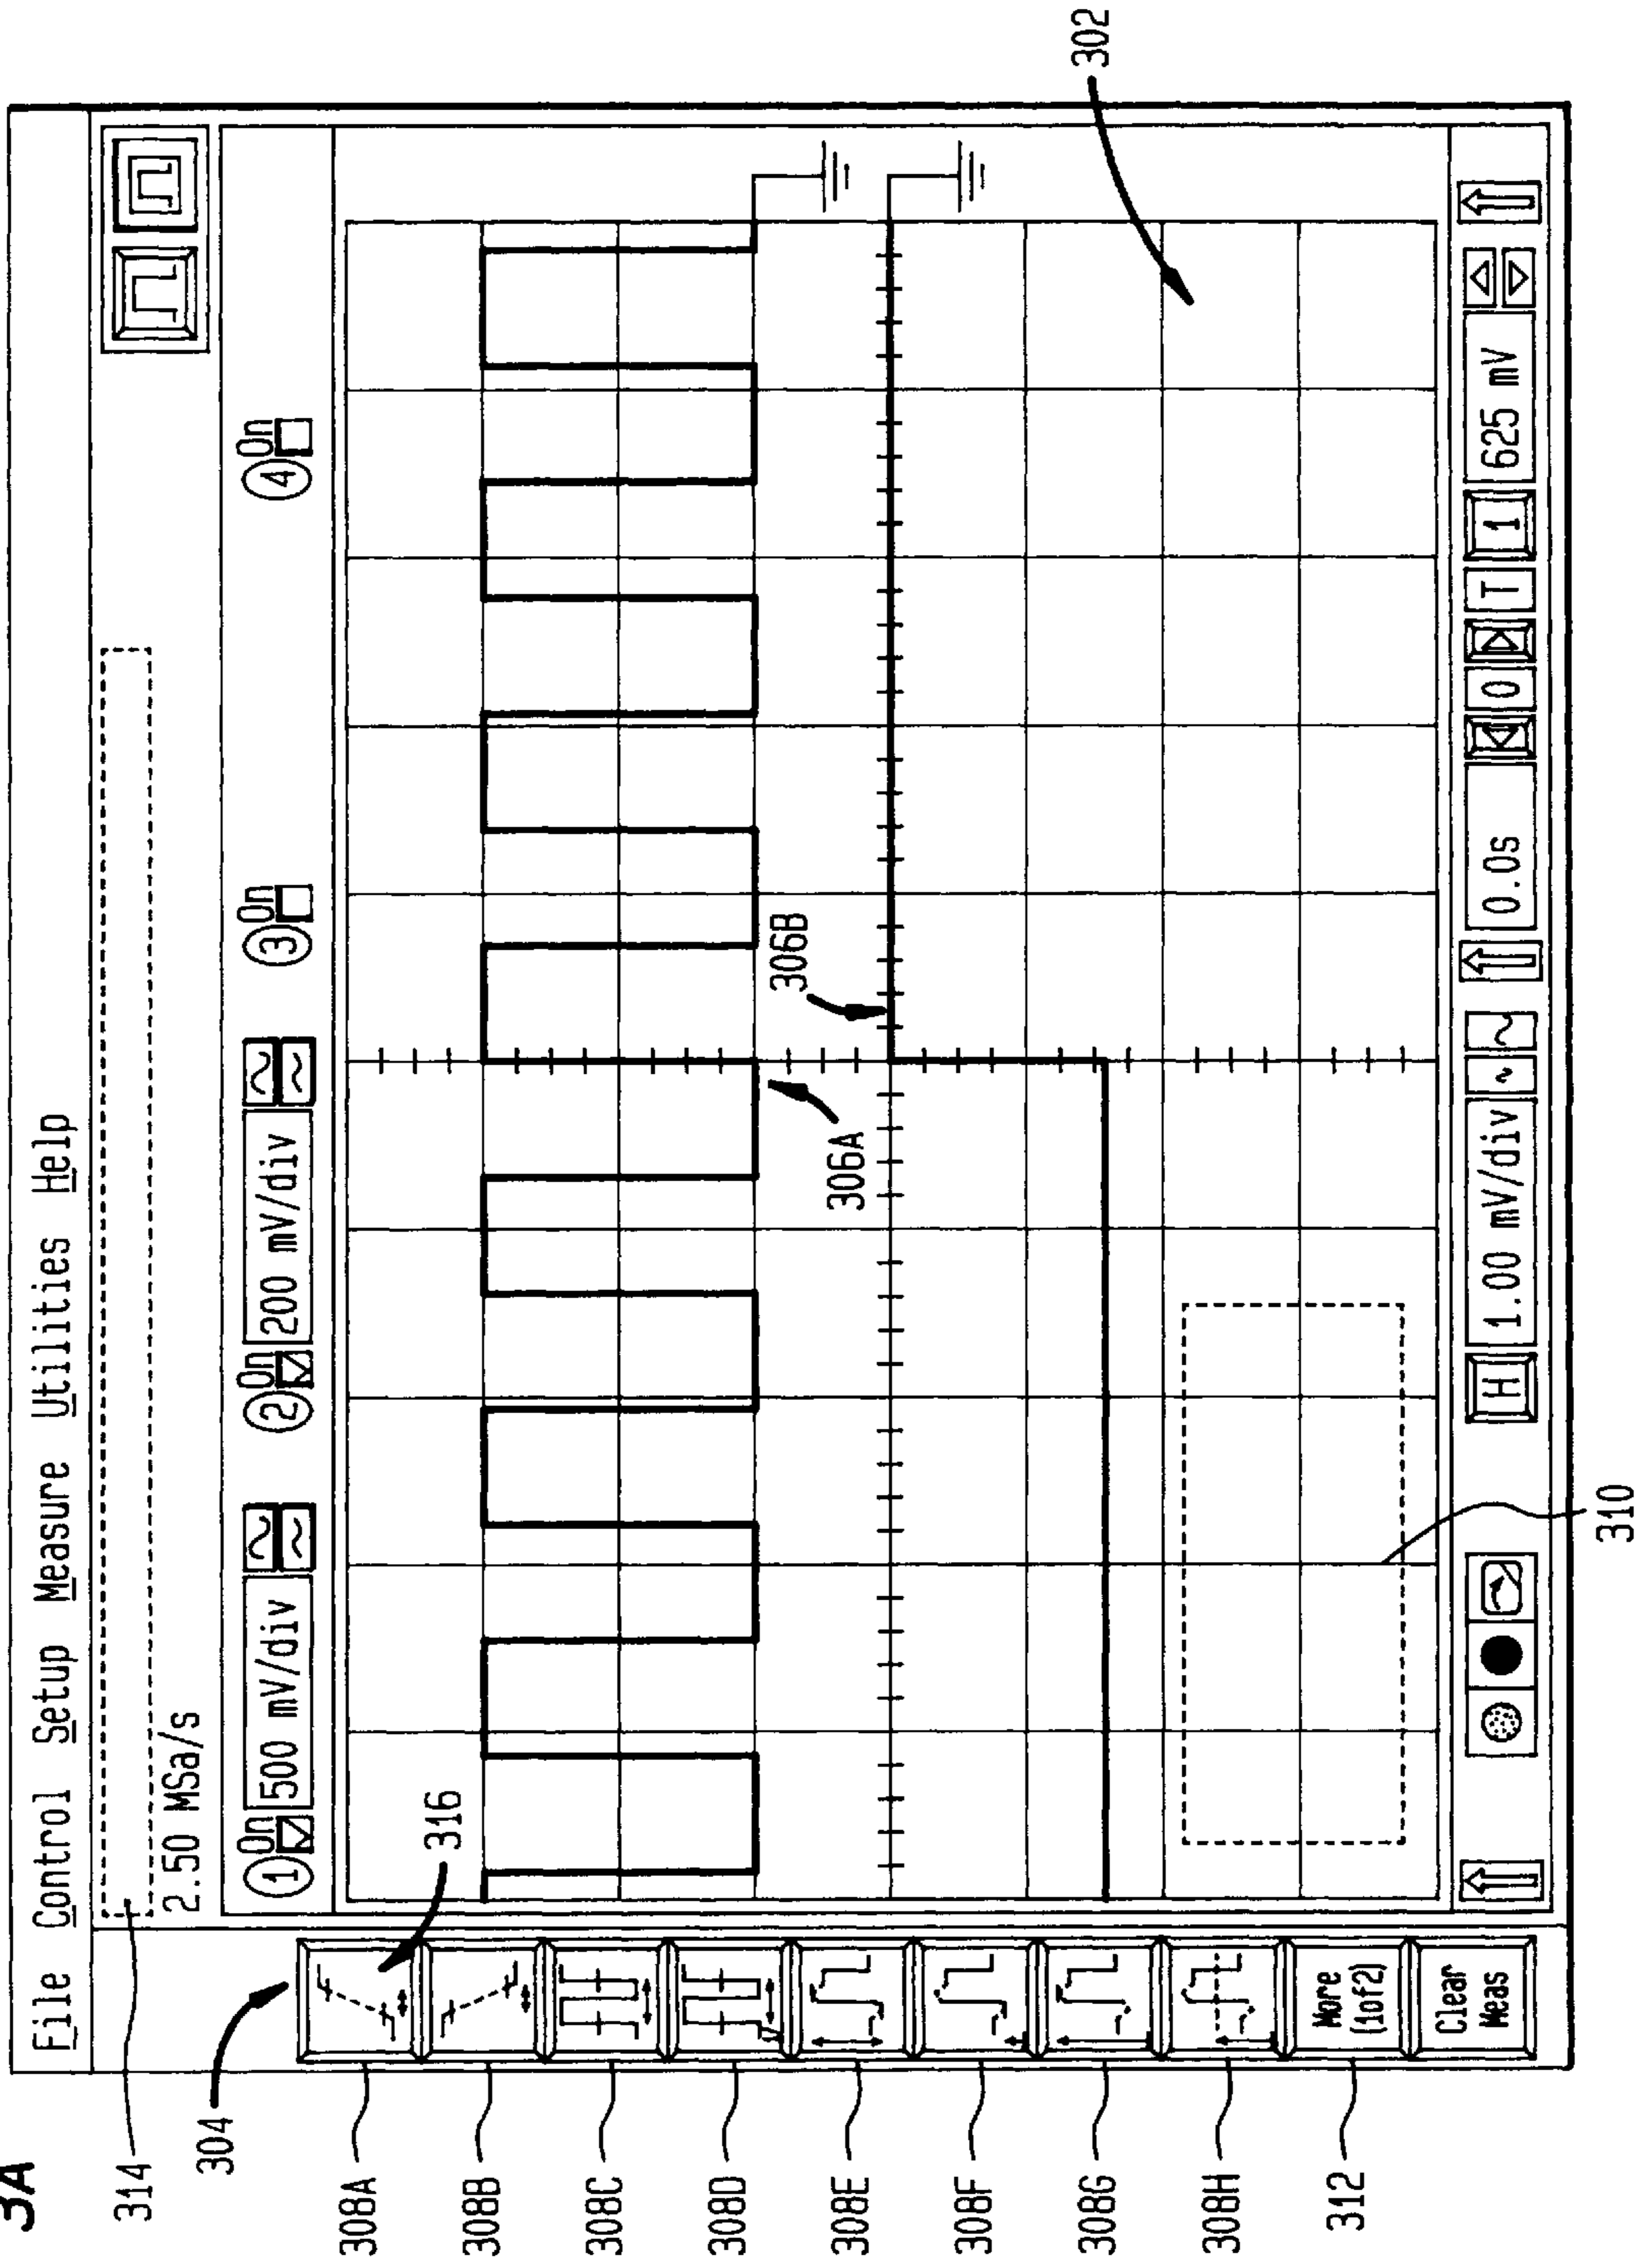 3A
File Control Setup Measure Utilities Help
314
2.50 MSa/s
304
1 On 500 mV/div
2 On 200 mV/div
3 On
4 On
316
308A
308B
308C
308D
308E
308F
308G
308H
312
More
(1of2)
Clear
Meas
306A
306B
302
310
H 1.00 mV/div
0.0s
0
T
1
625 mV